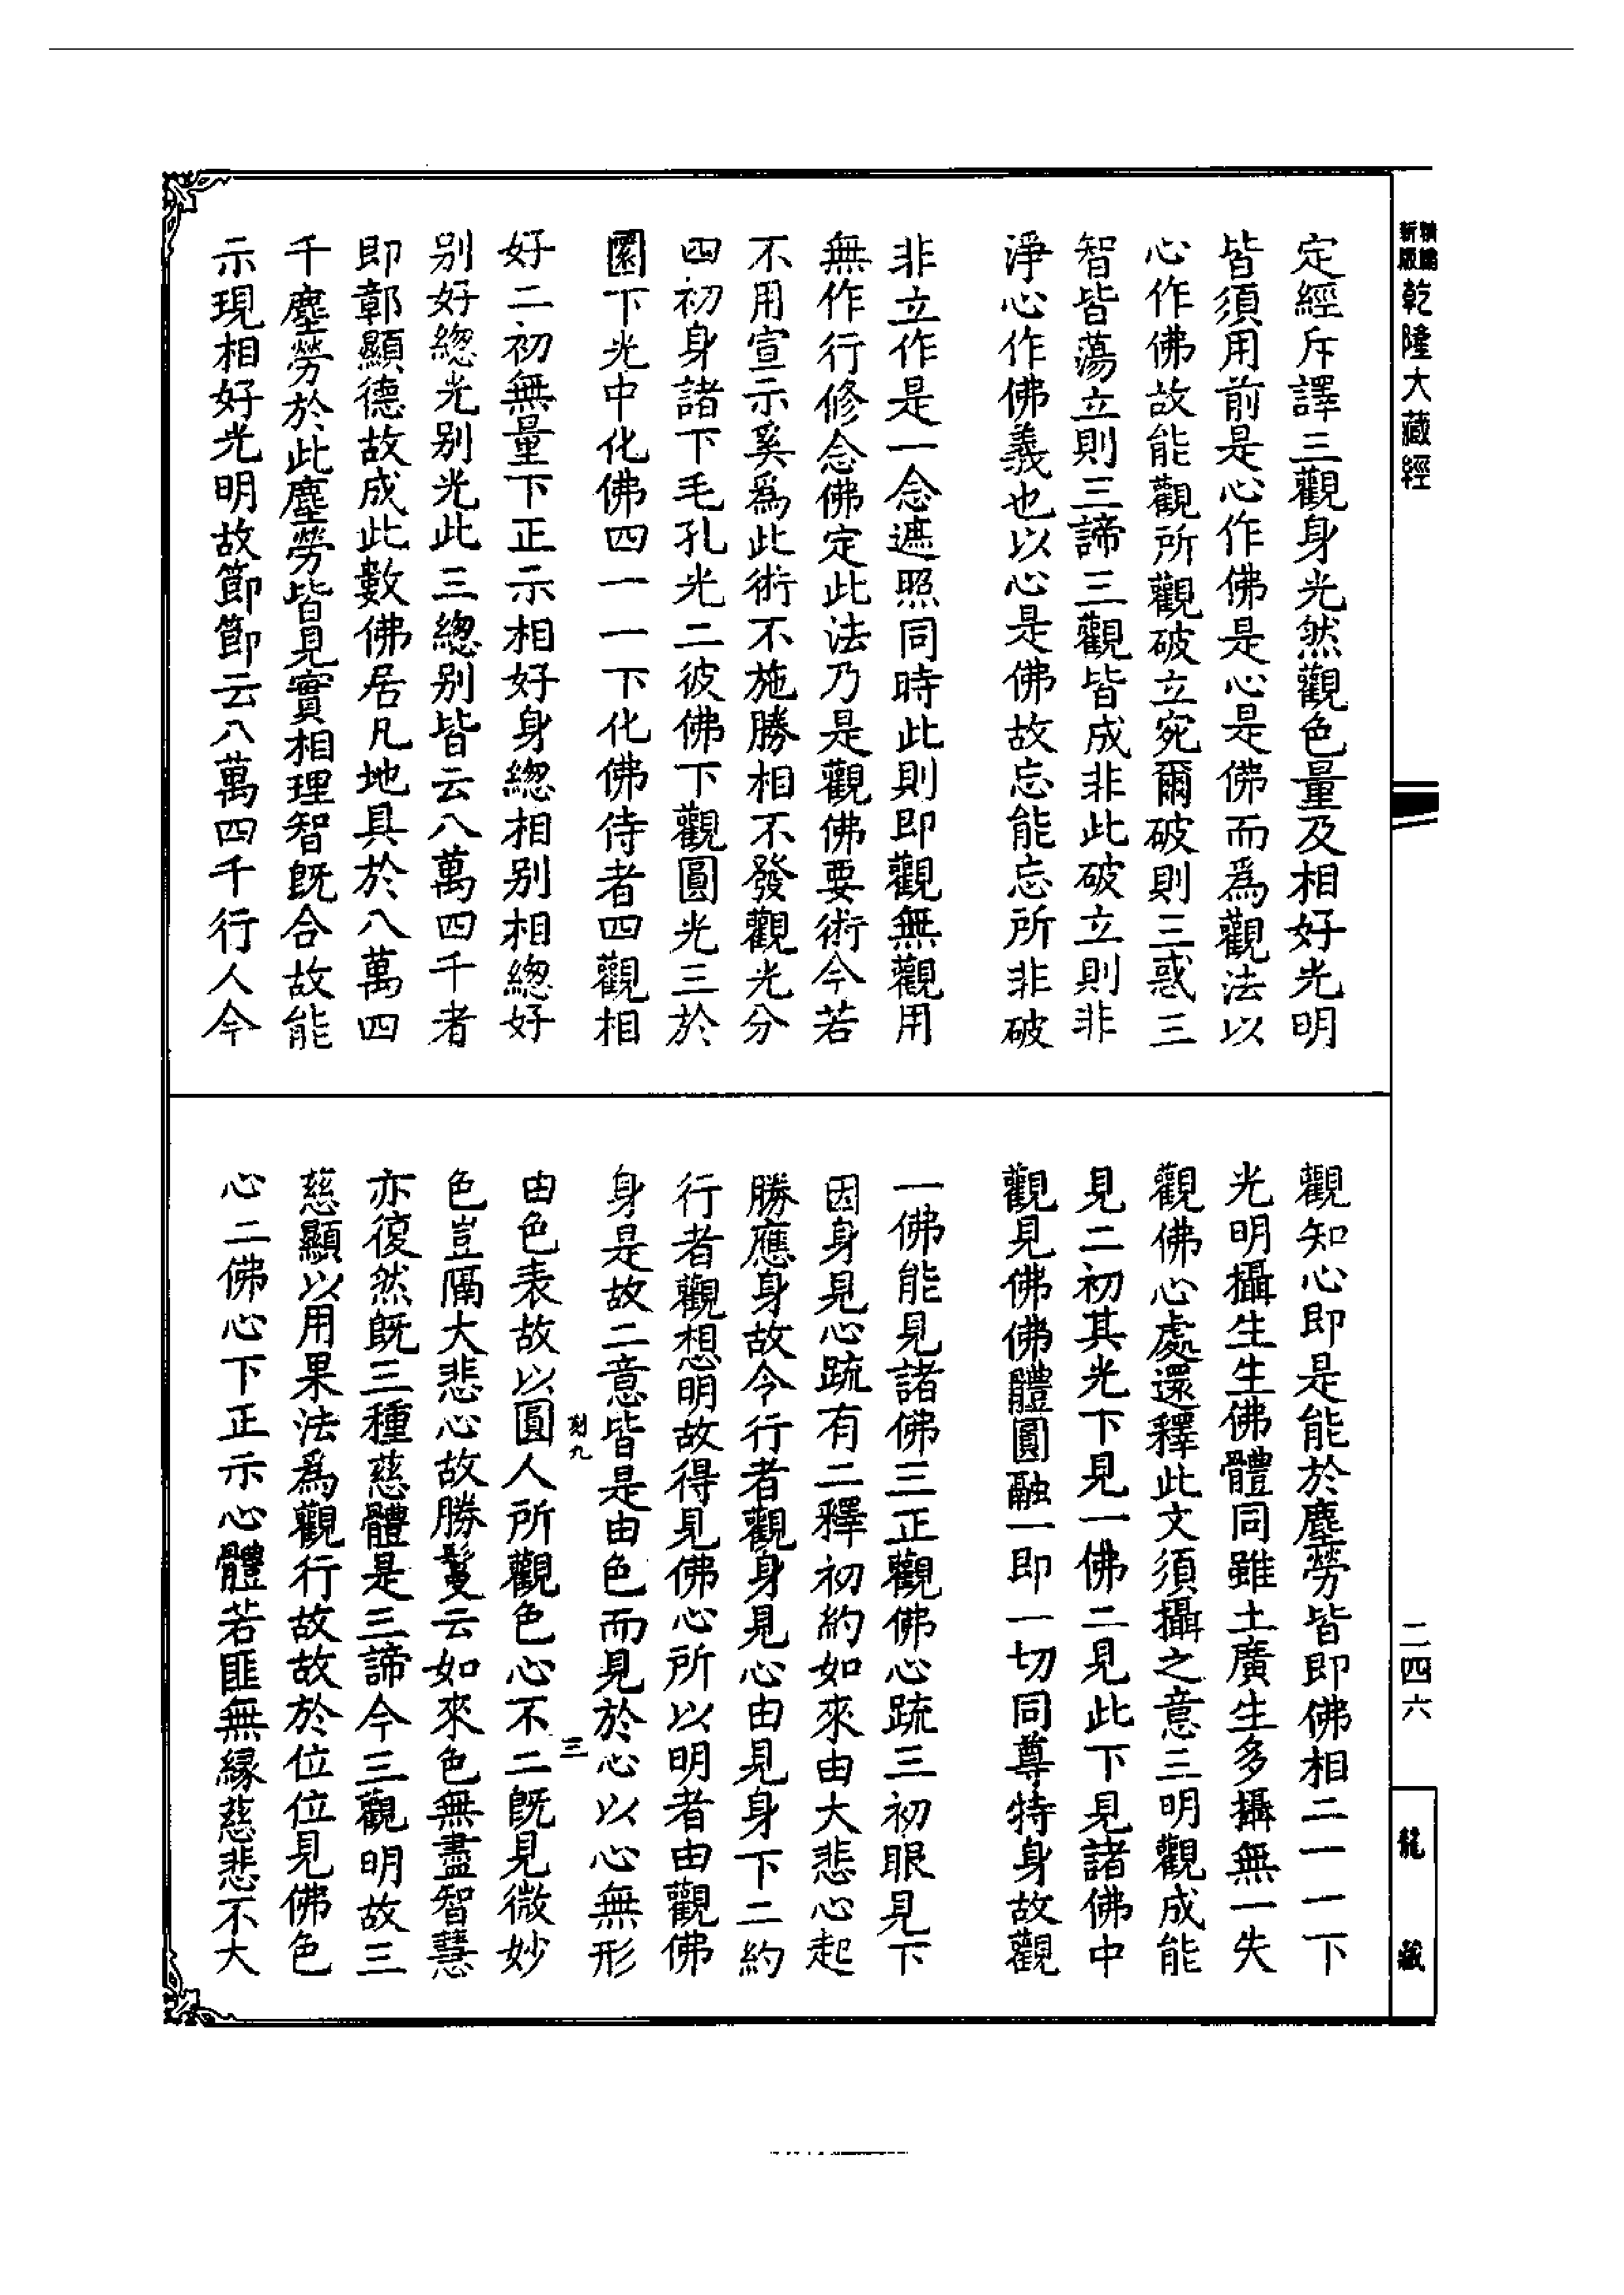 新版
精縮
乾隆大藏經
二四六
龍藏
定經斥譯三觀身光然觀色量及相好光明
皆須用前是心作佛是心是佛而為觀法以
心作佛故能觀所觀破立宛爾破則三惑三
智皆蕩立則三諦三觀皆成非此破立則非
淨心作佛義也以心是佛故忘能忘所非破
非立作是一念遮照同時此則即觀無觀用
無作行修念佛定此法乃是觀佛要術今若
不用宣示奚為此術不施勝相不發觀光分
四初身諸下毛孔光二彼佛下觀圓光三於
圓下光中化佛四一一下化佛侍者四觀相
好二初無量下正示相好身緫相别相緫好
别好緫光别光此三緫别皆云八萬四千者
即彰顯德故成此數佛居凡地具於八萬四
千塵勞於此塵勞皆見實相理智既合故能
示現相好光明故節節云八萬四千行人今
觀知心即是能於塵勞皆即佛相二一一下
光明攝生生佛體同雖土廣生多攝無一失
觀佛心處還釋此文須攝之意三明觀成能
見二初其光下見一佛二見此下見諸佛中
觀見佛佛體圓融一即一切同尊特身故觀
一佛能見諸佛三正觀佛心䟽三初眼見下
因身見心䟽有二釋初約如來由大悲心起
勝應身故今行者觀身見心由見身下二約
行者觀想明故得見佛心所以明者由觀佛
身是故二意皆是由色而見於心以心無形
刻九
三
由色表故以圓人所觀色心不二既見微妙
色豈隔大悲心故勝鬘云如來色無盡智慧
亦復然既三種慈體是三諦今三觀明故三
慈顯以用果法為觀行故故於位位見佛色
心二佛心下正示心體若匪無緣慈悲不大